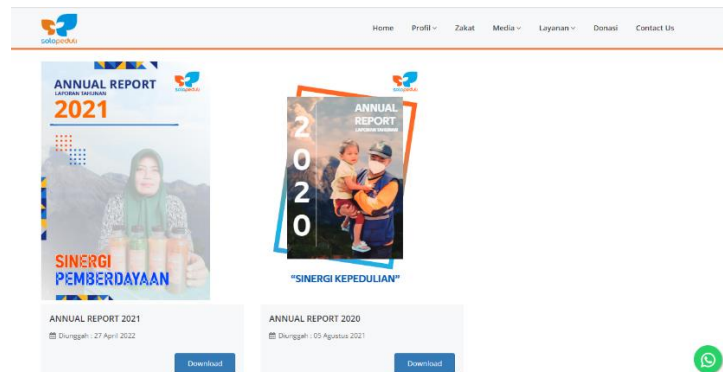 solopeduli
Home Profil Zakat Media Layanan Donasi Contact Us
ANNUAL REPORT
LAPORAN TAHUNAN
2021
solopeduli
SINERGI
PEMBERDAYAAN
solopeduli
ANNUAL
REPORT
LAPORAN TAHUNAN
2020
"SINERGI KEPEDULIAN"
ANNUAL REPORT 2021
Diunggah : 27 April 2022
Download
ANNUAL REPORT 2020
Diunggah : 05 Agustus 2021
Download